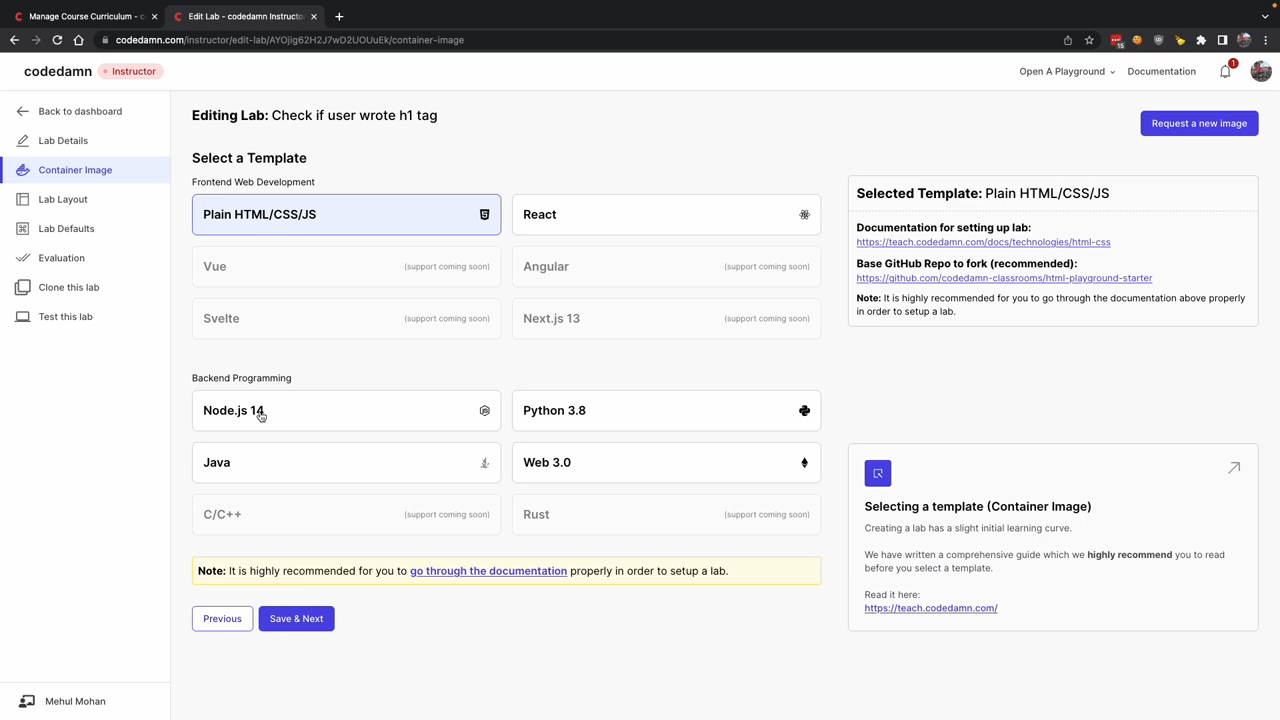 Manage Course Curriculum - c
Edit Lab - codedamn Instructor
codedamn.com/instructor/edit-lab/AYOjig62H2J7wD2UOUuEk/container-image
15
codedamn
Instructor
Open A Playground
Documentation
1
Back to dashboard
Lab Details
Container Image
Lab Layout
Lab Defaults
Evaluation
Clone this lab
Test this lab
Mehul Mohan
Editing Lab: Check if user wrote h1 tag
Request a new image
Select a Template
Frontend Web Development
Plain HTML/CSS/JS
React
Vue (support coming soon)
Angular (support coming soon)
Svelte (support coming soon)
Next.js 13 (support coming soon)
Backend Programming
Node.js 14
Python 3.8
Java
Web 3.0
C/C++ (support coming soon)
Rust (support coming soon)
Note: It is highly recommended for you to go through the documentation properly in order to setup a lab.
Previous
Save & Next
Selected Template: Plain HTML/CSS/JS
Documentation for setting up lab:
https://teach.codedamn.com/docs/technologies/html-css
Base GitHub Repo to fork (recommended):
https://github.com/codedamn-classrooms/html-playground-starter
Note: It is highly recommended for you to go through the documentation above properly
in order to setup a lab.
Selecting a template (Container Image)
Creating a lab has a slight initial learning curve.
We have written a comprehensive guide which we highly recommend you to read
before you select a template.
Read it here:
https://teach.codedamn.com/